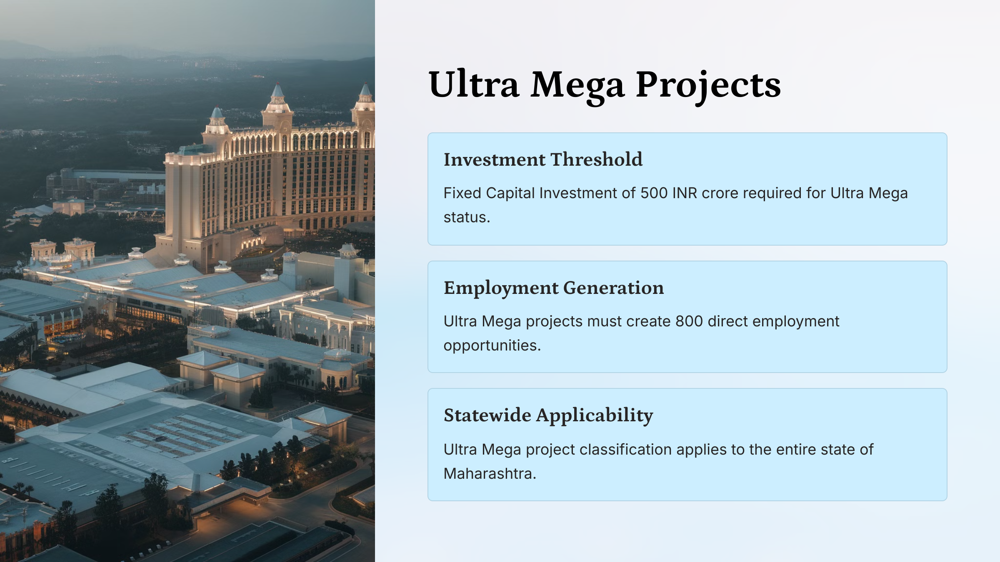 Ultra Mega Projects
Investment Threshold
Fixed Capital Investment of 500 INR crore required for Ultra Mega
status.
Employment Generation
Ultra Mega projects must create 800 direct employment
opportunities.
Statewide Applicability
Ultra Mega project classification applies to the entire state of
Maharashtra.